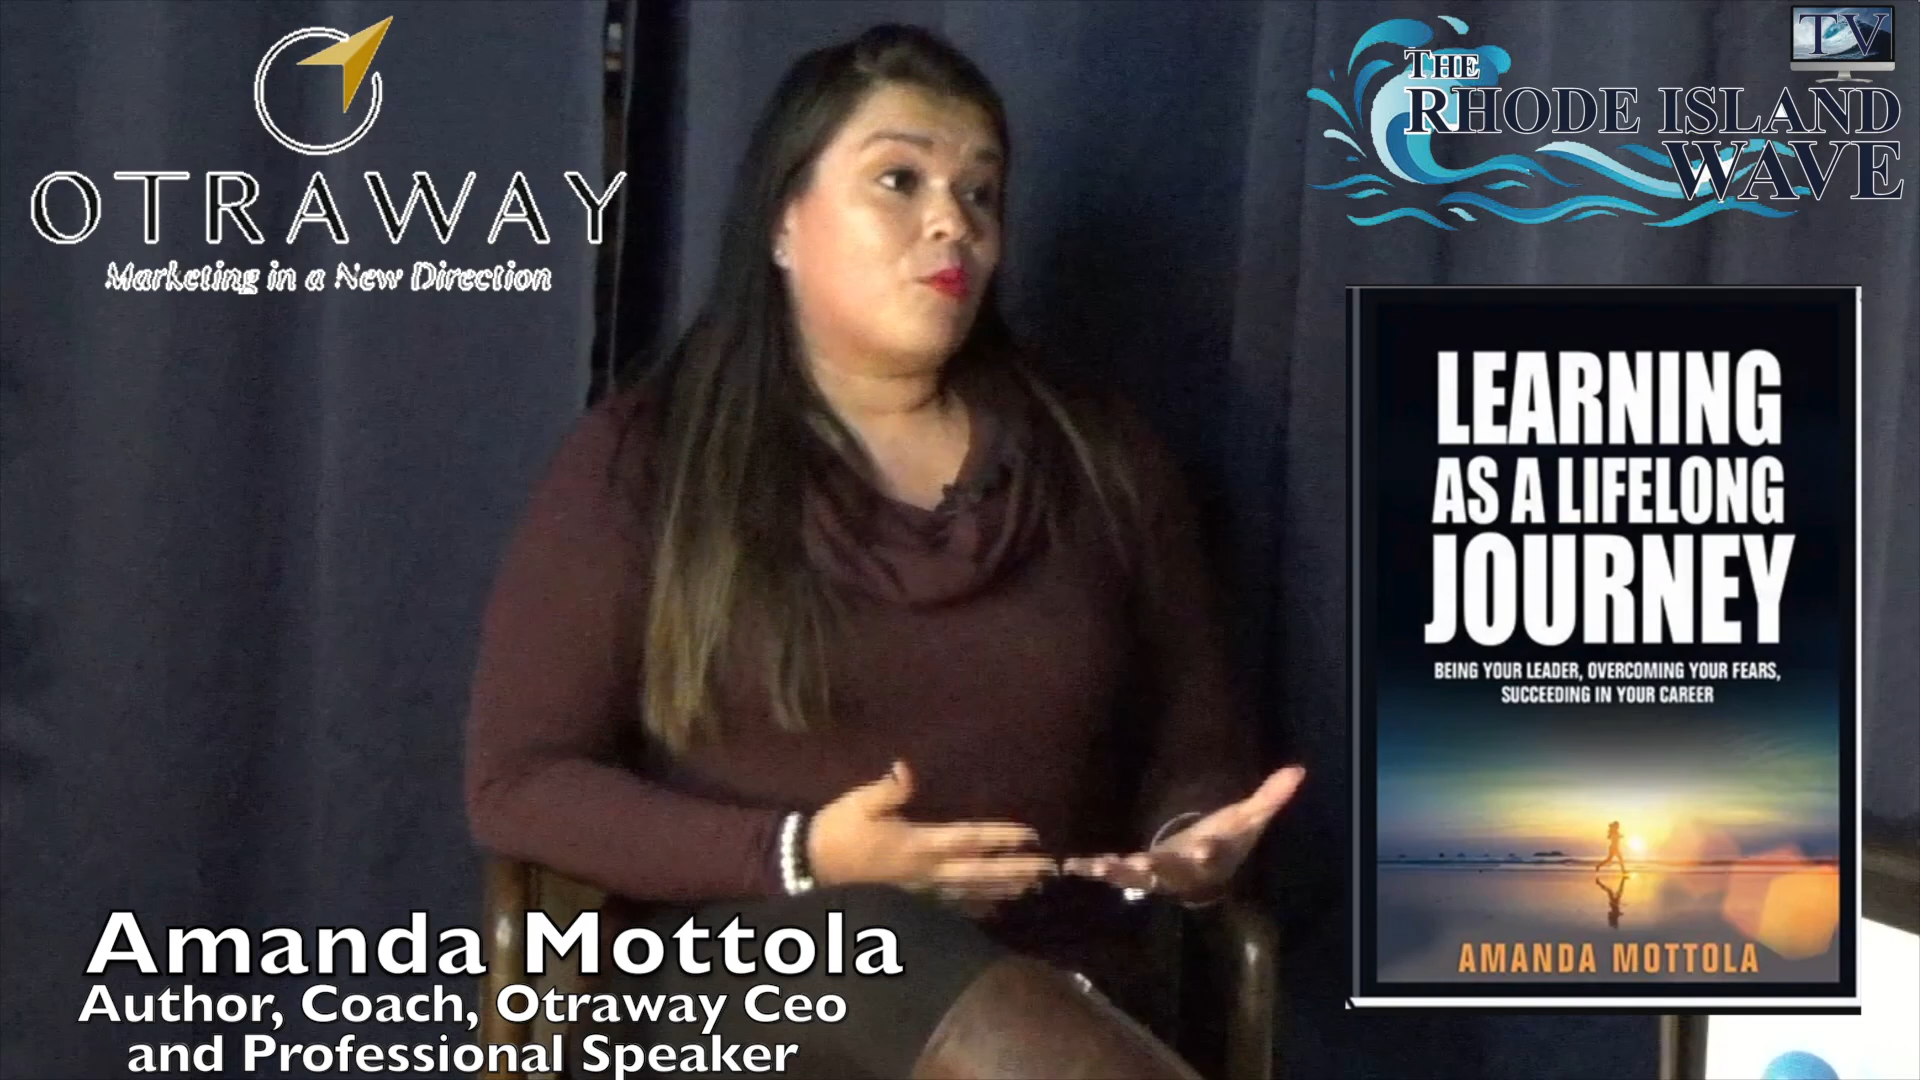 OTRAWAY
Marketing in a New Direction
TV
THE
RHODE ISLAND
WAVE
LEARNING
AS A LIFELONG
JOURNEY
BEING YOUR LEADER, OVERCOMING YOUR FEARS,
SUCCEEDING IN YOUR CAREER
AMANDA MOTTOLA
Amanda Mottola
Author, Coach, Otraway Ceo
and Professional Speaker